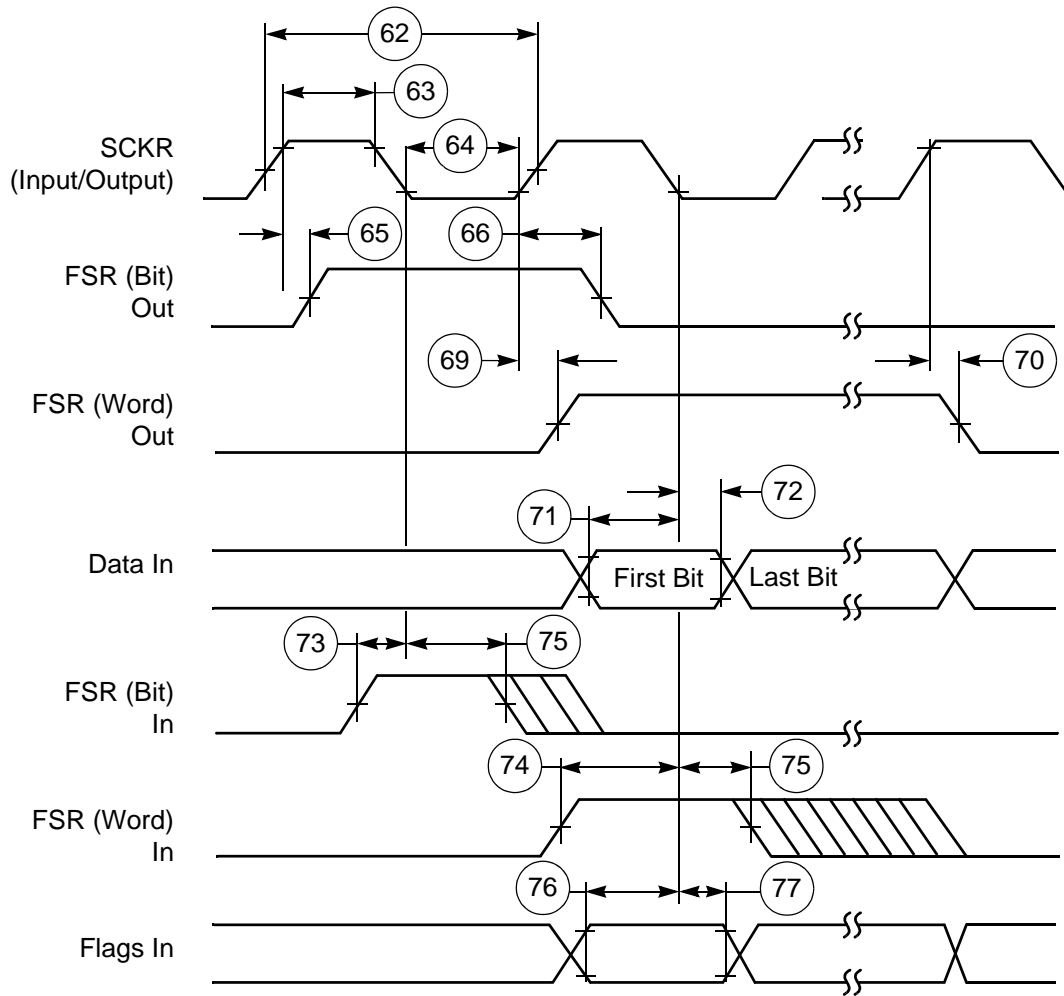 62
63
SCKR
(Input/Output)
64
65
66
FSR (Bit)
Out
69
70
FSR (Word)
Out
71
72
Data In
First Bit
Last Bit
73
75
FSR (Bit)
In
74
75
FSR (Word)
In
76
77
Flags In